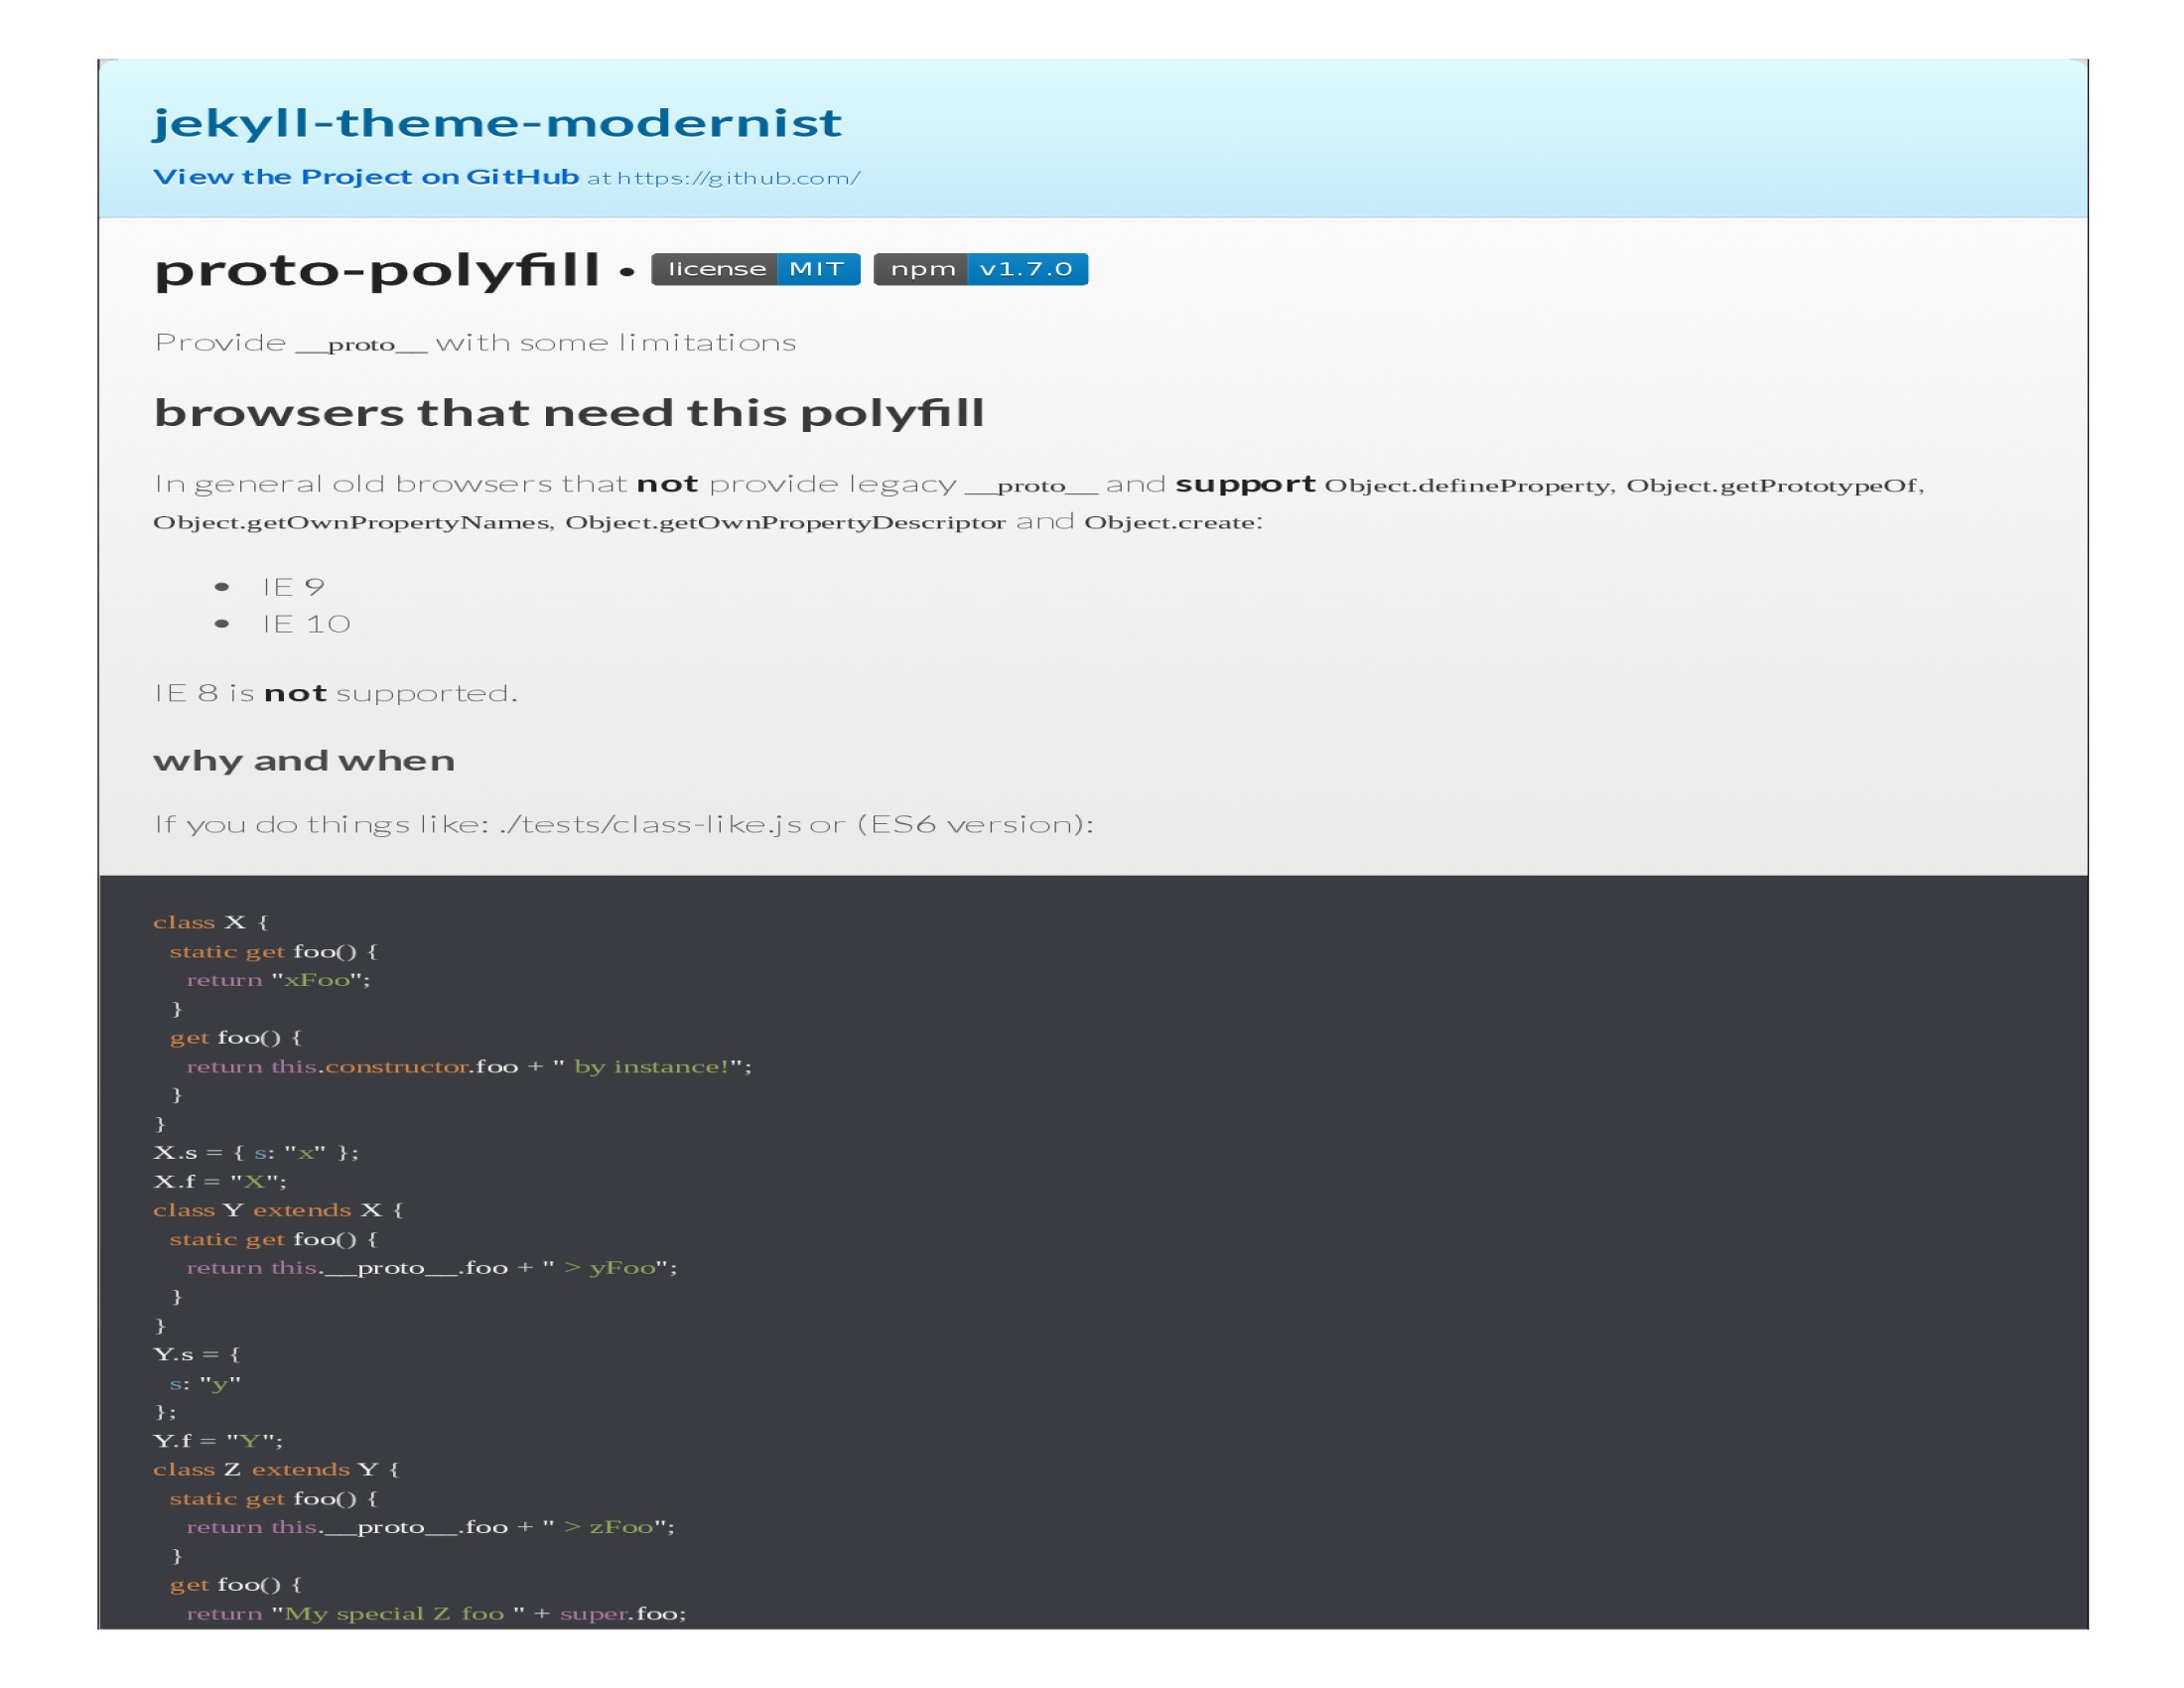 jekyll-theme-modernist
View the Project on GitHub at https://github.com/
proto-polyfill • license MIT npm v1.7.0
Provide __proto__ with some limitations
browsers that need this polyfill
In general old browsers that not provide legacy __proto__ and support Object.defineProperty, Object.getPrototypeOf,
Object.getOwnPropertyNames, Object.getOwnPropertyDescriptor and Object.create:
• IE 9
• IE 10
IE 8 is not supported.
why and when
If you do things like: ./tests/class-like.js or (ES6 version):
class X {
  static get foo() {
    return "xFoo";
  }
  get foo() {
    return this.constructor.foo + " by instance!";
  }
}
X.s = { s: "x" };
X.f = "X";
class Y extends X {
  static get foo() {
    return this.__proto__.foo + " > yFoo";
  }
}
Y.s = {
  s: "y"
};
Y.f = "Y";
class Z extends Y {
  static get foo() {
    return this.__proto__.foo + " > zFoo";
  }
  get foo() {
    return "My special Z foo " + super.foo;